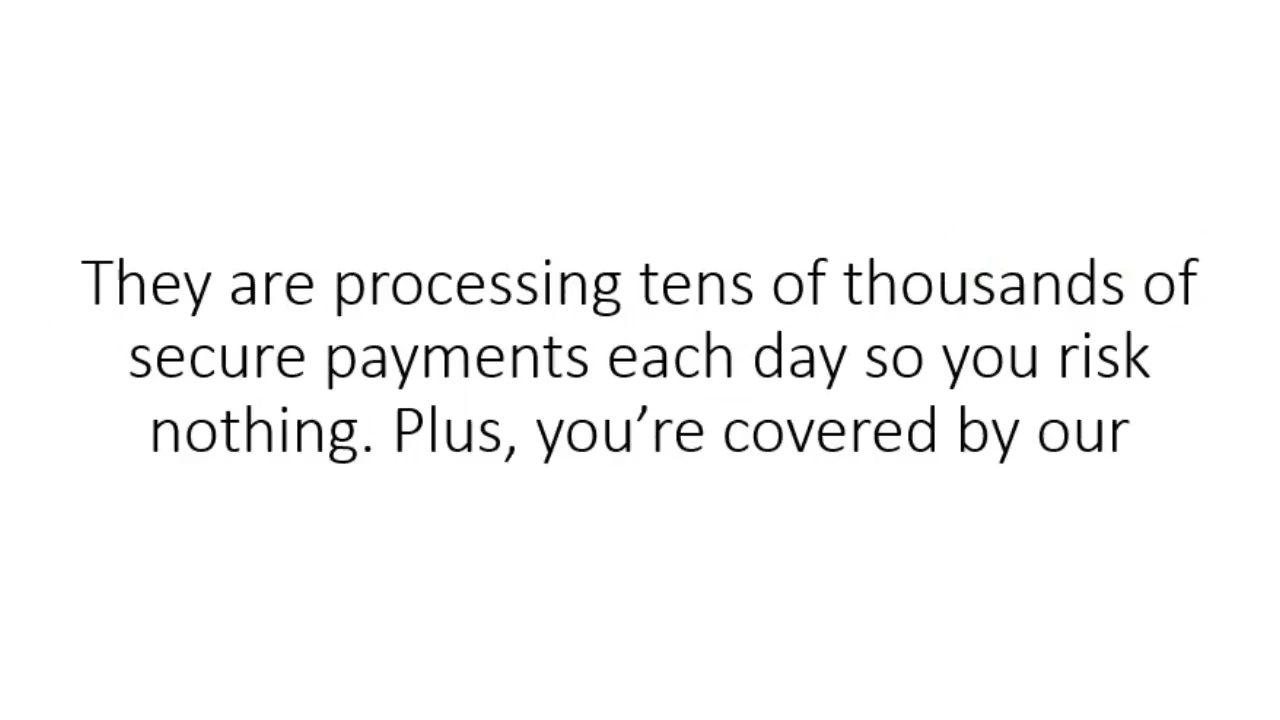 They are processing tens of thousands of
secure payments each day so you risk
nothing. Plus, you’re covered by our